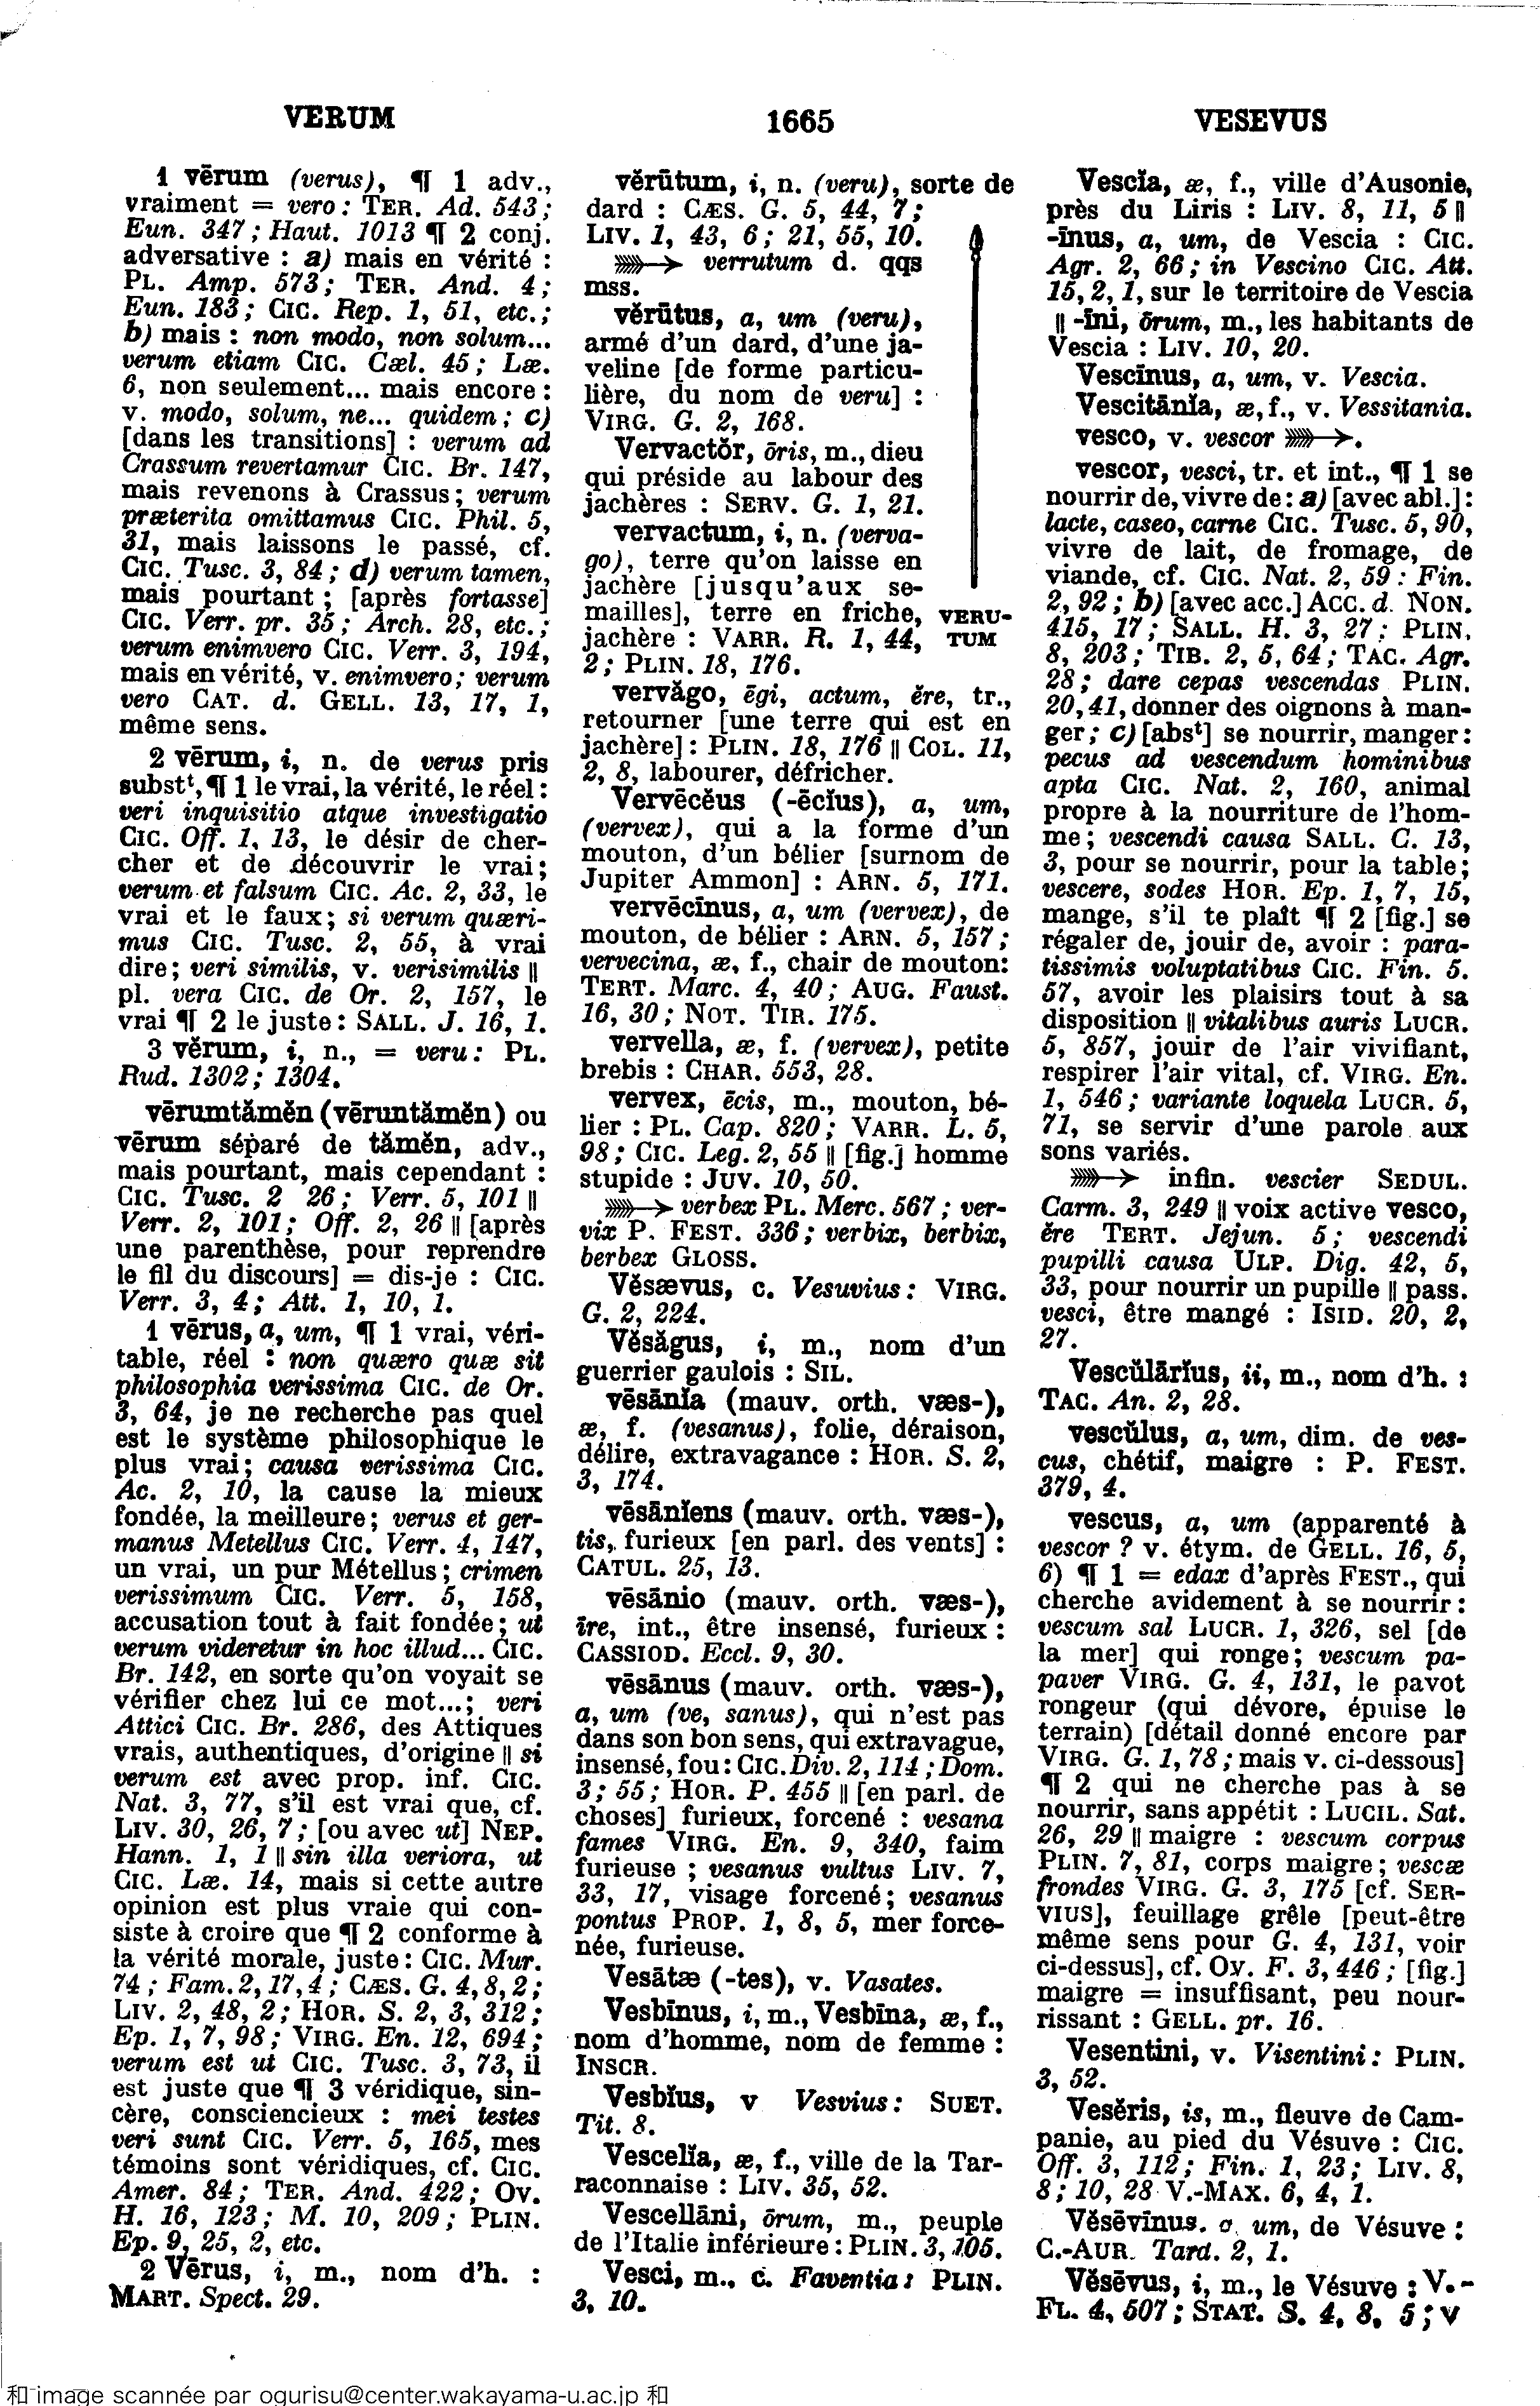 VERUM
1665
VESEVUS
1 vērum (verus), ¶ 1 adv.,
vraiment = vero : TER. Ad. 543 ;
Eun. 347 ; Haut. 1013 ¶ 2 conj.
adversative : a) mais en vérité :
PL. Amp. 573 ; TER. And. 4 ;
Eun. 183 ; CIC. Rep. 1, 51, etc. ;
b) mais : non modo, non solum...
verum etiam CIC. Cæl. 45 ; Læ.
6, non seulement... mais encore :
v. modo, solum, ne... quidem ; c)
[dans les transitions] : verum ad
Crassum revertamur CIC. Br. 147,
mais revenons à Crassus ; verum
præterita omittamus CIC. Phil. 5,
31, mais laissons le passé, cf.
CIC. Tusc. 3, 84 ; d) verum tamen,
mais pourtant ; [après fortasse]
CIC. Verr. pr. 35 ; Arch. 28, etc. ;
verum enimvero CIC. Verr. 3, 194,
mais en vérité, v. enimvero ; verum
vero CAT. d. GELL. 13, 17, 1,
même sens.
2 vērum, i, n. de verus pris
substᵗ, ¶ 1 le vrai, la vérité, le réel :
veri inquisitio atque investigatio
CIC. Off. 1, 13, le désir de cher-
cher et de découvrir le vrai ;
verum et falsum CIC. Ac. 2, 33, le
vrai et le faux ; si verum quæri-
mus CIC. Tusc. 2, 55, à vrai
dire ; veri similis, v. verisimilis ‖
pl. vera CIC. de Or. 2, 157, le
vrai ¶ 2 le juste : SALL. J. 16, 1.
3 vĕrum, i, n., = veru : PL.
Rud. 1302 ; 1304.
vērumtămĕn (vēruntămĕn) ou
vērum séparé de tămĕn, adv.,
mais pourtant, mais cependant :
CIC. Tusc. 2 26 ; Verr. 5, 101 ‖
Verr. 2, 101 ; Off. 2, 26 ‖ [après
une parenthèse, pour reprendre
le fil du discours] = dis-je : CIC.
Verr. 3, 4 ; Att. 1, 10, 1.
1 vērus, a, um, ¶ 1 vrai, véri-
table, réel : non quæro quæ sit
philosophia verissima CIC. de Or.
3, 64, je ne recherche pas quel
est le système philosophique le
plus vrai ; causa verissima CIC.
Ac. 2, 10, la cause la mieux
fondée, la meilleure ; verus et ger-
manus Metellus CIC. Verr. 4, 147,
un vrai, un pur Métellus ; crimen
verissimum CIC. Verr. 5, 158,
accusation tout à fait fondée ; ut
verum videretur in hoc illud... CIC.
Br. 142, en sorte qu'on voyait se
vérifier chez lui ce mot... ; veri
Attici CIC. Br. 286, des Attiques
vrais, authentiques, d'origine ‖ si
verum est avec prop. inf. CIC.
Nat. 3, 77, s'il est vrai que, cf.
LIV. 30, 26, 7 ; [ou avec ut] NEP.
Hann. 1, 1 ‖ sin illa veriora, ut
CIC. Læ. 14, mais si cette autre
opinion est plus vraie qui con-
siste à croire que ¶ 2 conforme à
la vérité morale, juste : CIC. Mur.
74 ; Fam. 2, 17, 4 ; CÆS. G. 4, 8, 2 ;
LIV. 2, 48, 2 ; HOR. S. 2, 3, 312 ;
Ep. 1, 7, 98 ; VIRG. En. 12, 694 ;
verum est ut CIC. Tusc. 3, 73, il
est juste que ¶ 3 véridique, sin-
cère, consciencieux : mei testes
veri sunt CIC. Verr. 5, 165, mes
témoins sont véridiques, cf. CIC.
Amer. 84 ; TER. And. 422 ; OV.
H. 16, 123 ; M. 10, 209 ; PLIN.
Ep. 9, 25, 2, etc.
2 Vērus, i, m., nom d'h. :
MART. Spect. 29.
vĕrūtum, i, n. (veru), sorte de
dard : CÆS. G. 5, 44, 7 ;
LIV. 1, 43, 6 ; 21, 55, 10.
verrutum d. qqs
mss.
vĕrūtus, a, um (veru),
armé d'un dard, d'une ja-
veline [de forme particu-
lière, du nom de veru] :
VIRG. G. 2, 168.
Vervactŏr, ōris, m., dieu
qui préside au labour des
jachères : SERV. G. 1, 21.
vervactum, i, n. (verva-
go), terre qu'on laisse en
jachère [jusqu'aux se-
mailles], terre en friche,
jachère : VARR. R. 1, 44,
2 ; PLIN. 18, 176.
VERU-
TUM
vervăgo, ēgi, actum, ĕre, tr.,
retourner [une terre qui est en
jachère] : PLIN. 18, 176 ‖ COL. 11,
2, 8, labourer, défricher.
Vervēcĕus (-ēcĭus), a, um,
(vervex), qui a la forme d'un
mouton, d'un bélier [surnom de
Jupiter Ammon] : ARN. 5, 171.
vervēcīnus, a, um (vervex), de
mouton, de bélier : ARN. 5, 157 ;
vervecina, æ, f., chair de mouton :
TERT. Marc. 4, 40 ; AUG. Faust.
16, 30 ; NOT. TIR. 175.
vervella, æ, f. (vervex), petite
brebis : CHAR. 553, 28.
vervex, ēcis, m., mouton, bé-
lier : PL. Cap. 820 ; VARR. L. 5,
98 ; CIC. Leg. 2, 55 ‖ [fig.] homme
stupide : JUV. 10, 50.
verbex PL. Merc. 567 ; ver-
vix P. FEST. 336 ; verbix, berbix,
berbex GLOSS.
Vĕsævus, c. Vesuvius : VIRG.
G. 2, 224.
Vĕsăgus, i, m., nom d'un
guerrier gaulois : SIL.
vēsānĭa (mauv. orth. væs-),
æ, f. (vesanus), folie, déraison,
délire, extravagance : HOR. S. 2,
3, 174.
vēsānĭens (mauv. orth. væs-),
tis, furieux [en parl. des vents] :
CATUL. 25, 13.
vēsānio (mauv. orth. væs-),
īre, int., être insensé, furieux :
CASSIOD. Eccl. 9, 30.
vēsānus (mauv. orth. væs-),
a, um (ve, sanus), qui n'est pas
dans son bon sens, qui extravague,
insensé, fou : CIC. Div. 2, 114 ; Dom.
3 ; 55 ; HOR. P. 455 ‖ [en parl. de
choses] furieux, forcené : vesana
fames VIRG. En. 9, 340, faim
furieuse ; vesanus vultus LIV. 7,
33, 17, visage forcené ; vesanus
pontus PROP. 1, 8, 5, mer force-
née, furieuse.
Vesātæ (-tes), v. Vasates.
Vesbīnus, i, m., Vesbīna, æ, f.,
nom d'homme, nom de femme :
INSCR.
Vesbĭus, v Vesvius : SUET.
Tit. 8.
Vescelĭa, æ, f., ville de la Tar-
raconnaise : LIV. 35, 52.
Vescellāni, ōrum, m., peuple
de l'Italie inférieure : PLIN. 3, 105.
Vesci, m., c. Faventia : PLIN.
3, 10.
Vescĭa, æ, f., ville d'Ausonie,
près du Liris : LIV. 8, 11, 5 ‖
-īnus, a, um, de Vescia : CIC.
Agr. 2, 66 ; in Vescino CIC. Att.
15, 2, 1, sur le territoire de Vescia
‖ -īni, ōrum, m., les habitants de
Vescia : LIV. 10, 20.
Vescīnus, a, um, v. Vescia.
Vescitānĭa, æ, f., v. Vessitania.
vesco, v. vescor.
vescor, vesci, tr. et int., ¶ 1 se
nourrir de, vivre de : a) [avec abl.] :
lacte, caseo, carne CIC. Tusc. 5, 90,
vivre de lait, de fromage, de
viande, cf. CIC. Nat. 2, 59 : Fin.
2, 92 ; b) [avec acc.] ACC. d. NON.
415, 17 ; SALL. H. 3, 27 ; PLIN.
8, 203 ; TIB. 2, 5, 64 ; TAC. Agr.
28 ; dare cepas vescendas PLIN.
20, 41, donner des oignons à man-
ger ; c) [absᵗ] se nourrir, manger :
pecus ad vescendum hominibus
apta CIC. Nat. 2, 160, animal
propre à la nourriture de l'hom-
me ; vescendi causa SALL. C. 13,
3, pour se nourrir, pour la table ;
vescere, sodes HOR. Ep. 1, 7, 15,
mange, s'il te plaît ¶ 2 [fig.] se
régaler de, jouir de, avoir : para-
tissimis voluptatibus CIC. Fin. 5.
57, avoir les plaisirs tout à sa
disposition ‖ vitalibus auris LUCR.
5, 857, jouir de l'air vivifiant,
respirer l'air vital, cf. VIRG. En.
1, 546 ; variante loquela LUCR. 5,
71, se servir d'une parole aux
sons variés.
infin. vescier SEDUL.
Carm. 3, 249 ‖ voix active vesco,
ĕre TERT. Jejun. 5 ; vescendi
pupilli causa ULP. Dig. 42, 5,
33, pour nourrir un pupille ‖ pass.
vesci, être mangé : ISID. 20, 2,
27.
Vescŭlārĭus, ii, m., nom d'h. :
TAC. An. 2, 28.
vescŭlus, a, um, dim. de ves-
cus, chétif, maigre : P. FEST.
379, 4.
vescus, a, um (apparenté à
vescor ? v. étym. de GELL. 16, 5,
6) ¶ 1 = edax d'après FEST., qui
cherche avidement à se nourrir :
vescum sal LUCR. 1, 326, sel [de
la mer] qui ronge ; vescum pa-
paver VIRG. G. 4, 131, le pavot
rongeur (qui dévore, épuise le
terrain) [détail donné encore par
VIRG. G. 1, 78 ; mais v. ci-dessous]
¶ 2 qui ne cherche pas à se
nourrir, sans appétit : LUCIL. Sat.
26, 29 ‖ maigre : vescum corpus
PLIN. 7, 81, corps maigre ; vescæ
frondes VIRG. G. 3, 175 [cf. SER-
VIUS], feuillage grêle [peut-être
même sens pour G. 4, 131, voir
ci-dessus], cf. OV. F. 3, 446 ; [fig.]
maigre = insuffisant, peu nour-
rissant : GELL. pr. 16.
Vesentini, v. Visentini : PLIN.
3, 52.
Vesĕris, is, m., fleuve de Cam-
panie, au pied du Vésuve : CIC.
Off. 3, 112 ; Fin. 1, 23 ; LIV. 8,
8 ; 10, 28 V.-MAX. 6, 4, 1.
Vĕsēvīnus. a, um, de Vésuve :
C.-AUR. Tard. 2, 1.
Vĕsēvus, i, m., le Vésuve : V.-
FL. 4, 507 ; STAT. S. 4, 8, 5 ; v
和 image scannée par ogurisu@center.wakayama-u.ac.jp 和